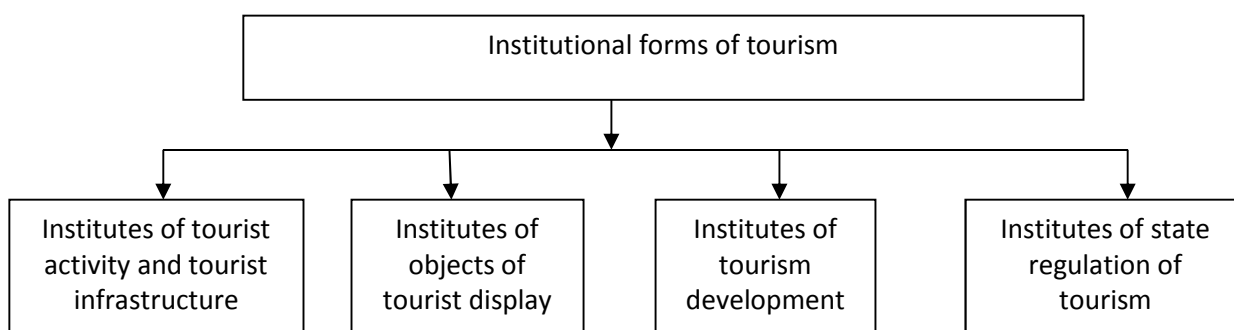 Institutional forms of tourism
Institutes of tourist
activity and tourist
infrastructure
Institutes of
objects of
tourist display
Institutes of
tourism
development
Institutes of state
regulation of
tourism